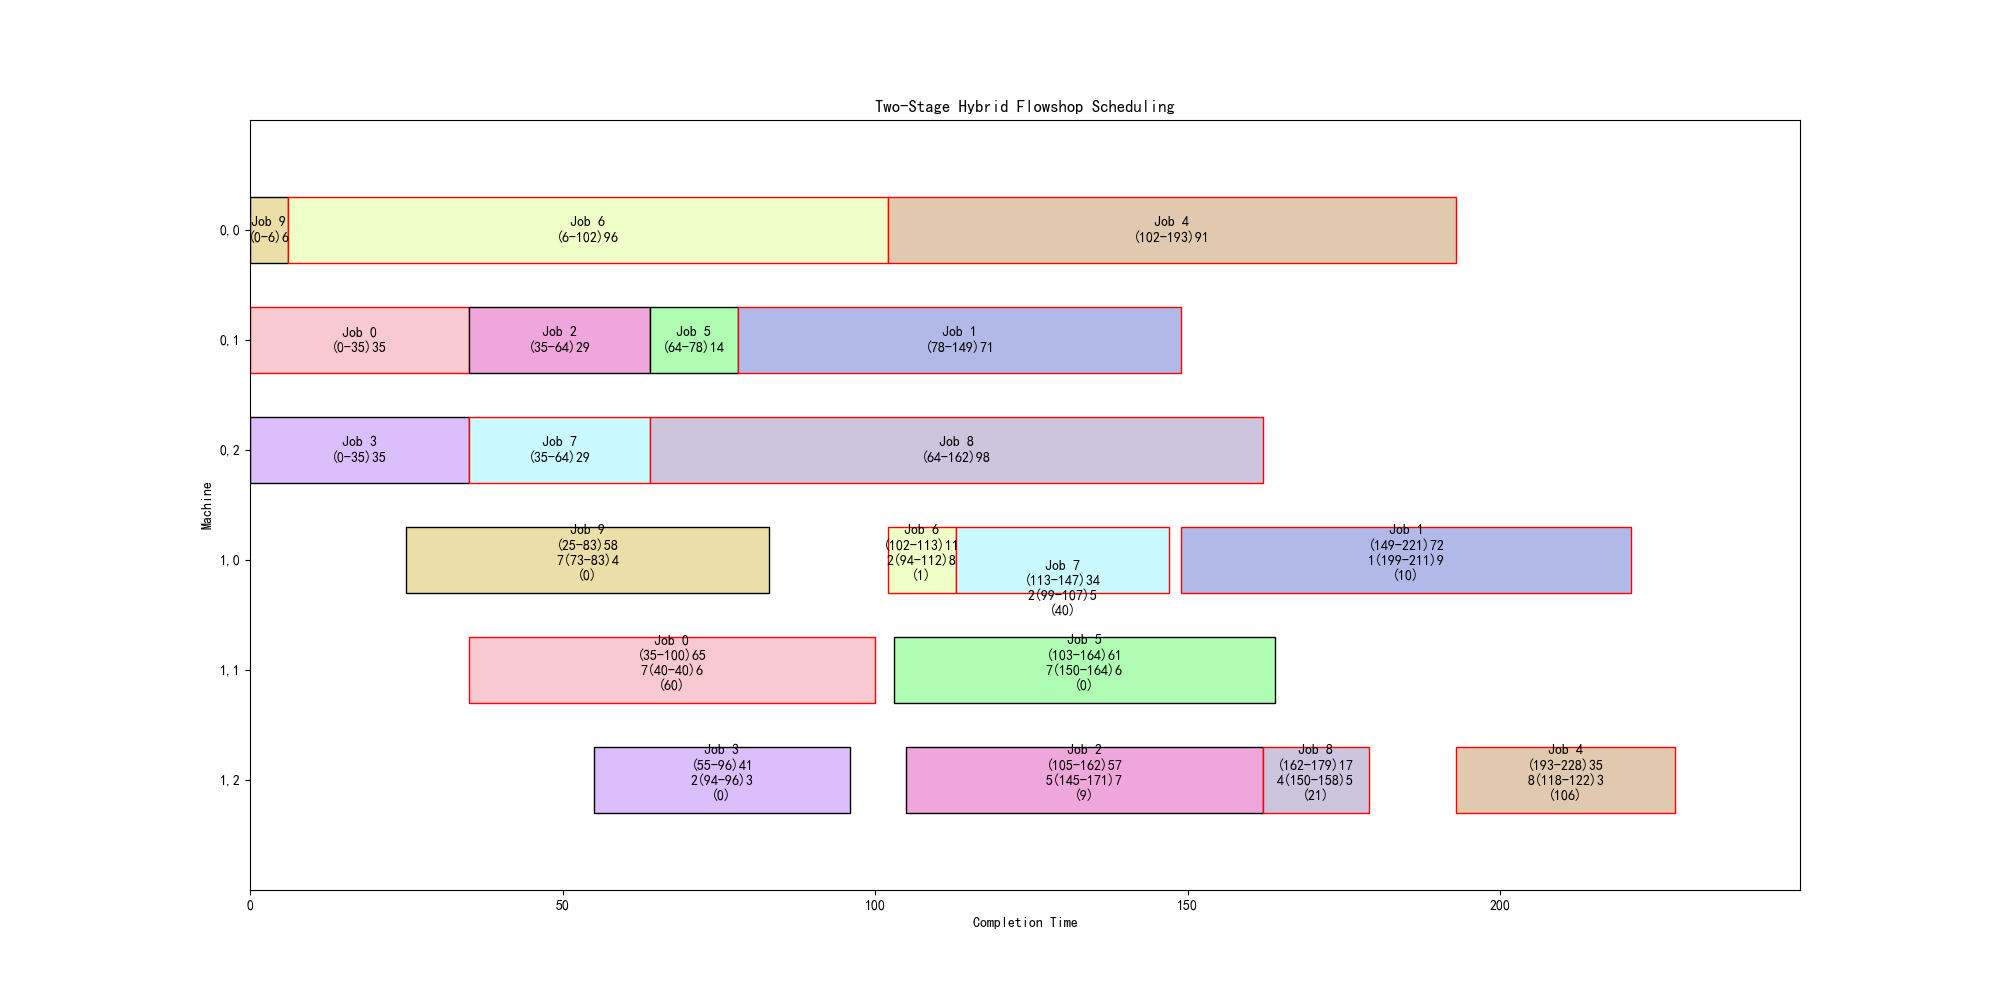 Two-Stage Hybrid Flowshop Scheduling
0,0
Job 9
(0-6)6
Job 6
(6-102)96
Job 4
(102-193)91
0,1
Job 0
(0-35)35
Job 2
(35-64)29
Job 5
(64-78)14
Job 1
(78-149)71
0,2
Job 3
(0-35)35
Job 7
(35-64)29
Job 8
(64-162)98
Machine
1,0
Job 9
(25-83)58
7(73-83)4
(0)
Job 6
(102-113)11
2(94-112)8
(1)
Job 7
(113-147)34
2(99-107)5
(40)
Job 1
(149-221)72
1(199-211)9
(10)
1,1
Job 0
(35-100)65
7(40-40)6
(60)
Job 5
(103-164)61
7(150-164)6
(0)
1,2
Job 3
(55-96)41
2(94-96)3
(0)
Job 2
(105-162)57
5(145-171)7
(9)
Job 8
(162-179)17
4(150-158)5
(21)
Job 4
(193-228)35
8(118-122)3
(106)
0
50
100
150
200
Completion Time